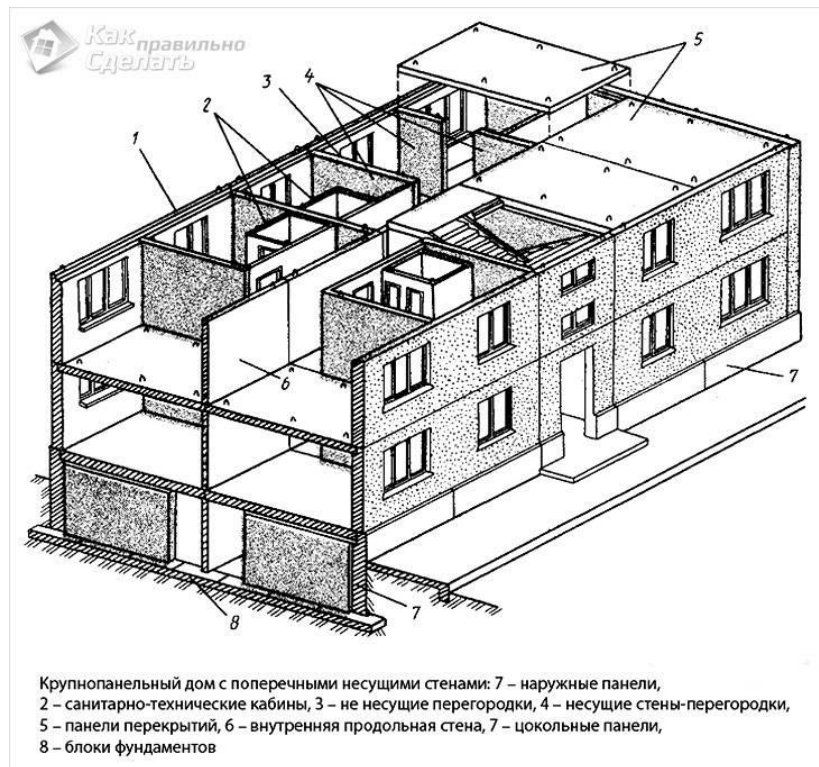 Как правильно
Сделать
5
4
3
2
1
6
7
7
8
Крупнопанельный дом с поперечными несущими стенами: 7 – наружные панели,
2 – санитарно-технические кабины, 3 – не несущие перегородки, 4 – несущие стены-перегородки,
5 – панели перекрытий, 6 – внутренняя продольная стена, 7 – цокольные панели,
8 – блоки фундаментов